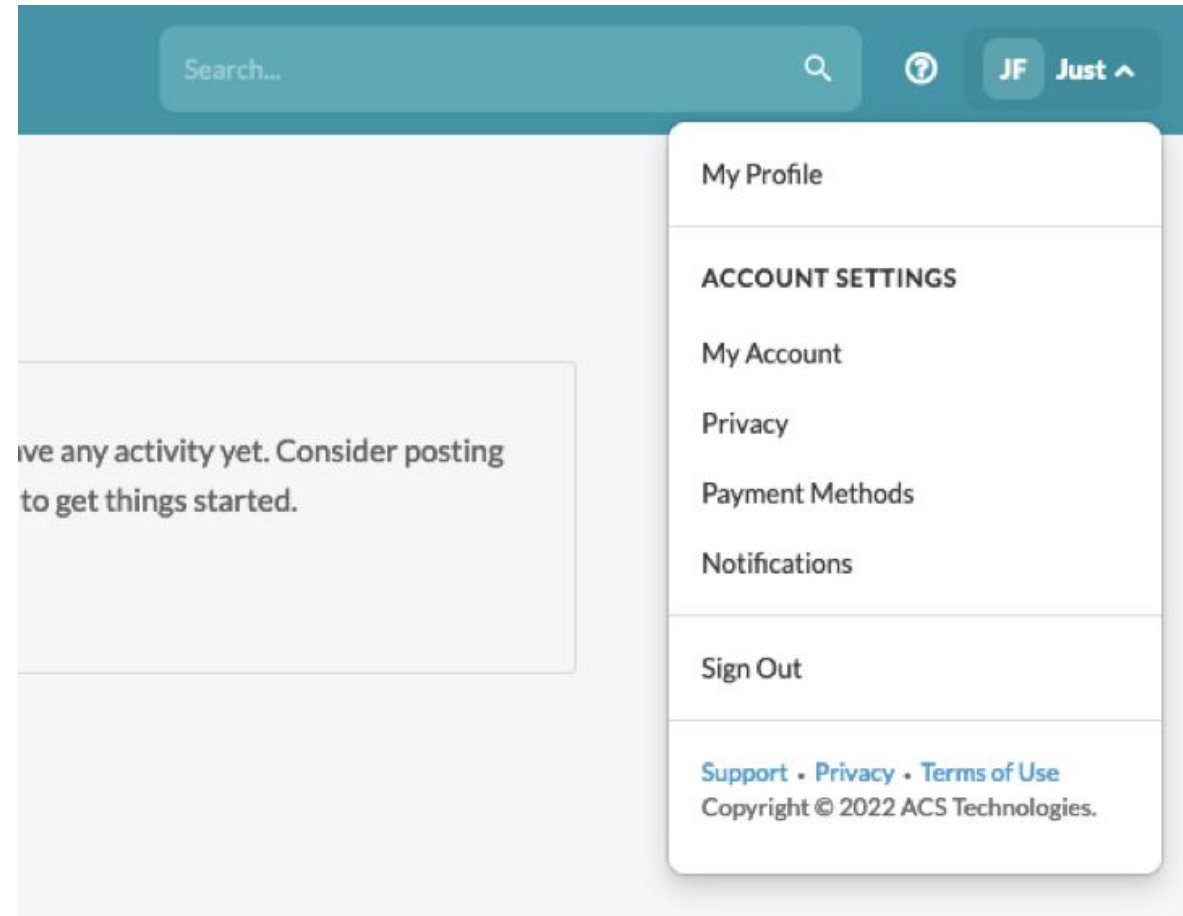 Search...
JF Just
My Profile
ACCOUNT SETTINGS
My Account
ave any activity yet. Consider posting
Privacy
to get things started.
Payment Methods
Notifications
Sign Out
Support • Privacy • Terms of Use
Copyright © 2022 ACS Technologies.